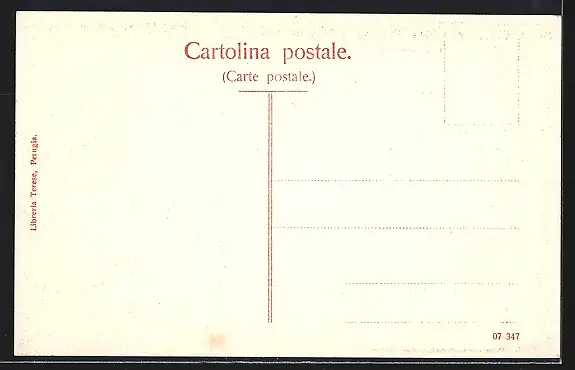 Cartolina postale.
(Carte postale.)
Libreria Terese, Perugia.
07 347